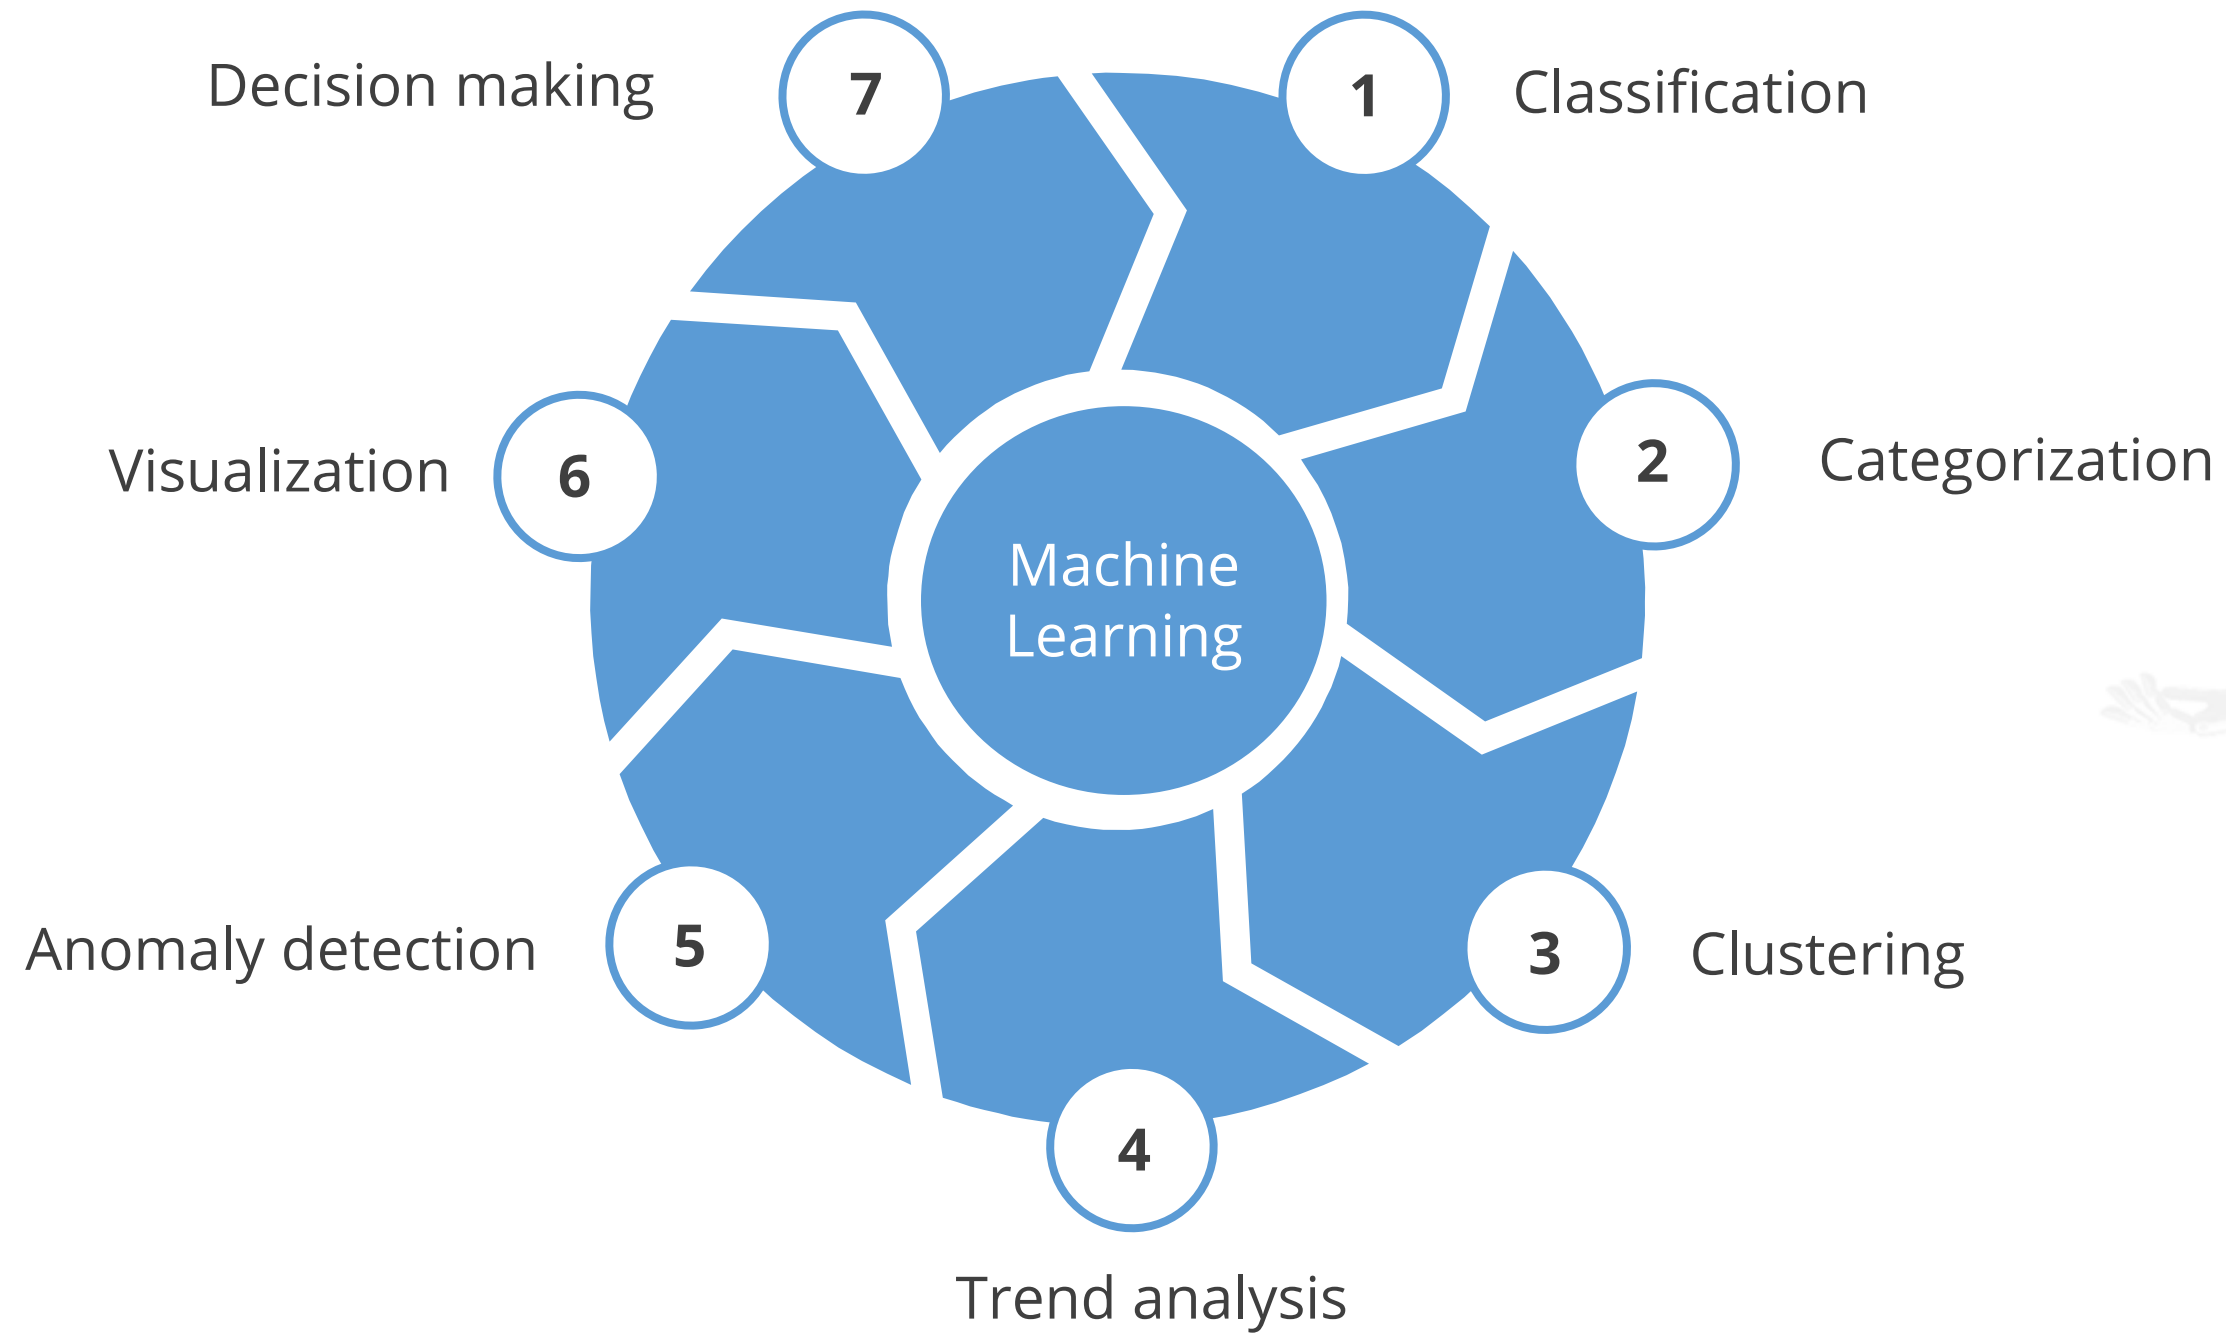 Machine
Learning
1
Classification
2
Categorization
3
Clustering
4
Trend analysis
5
Anomaly detection
6
Visualization
7
Decision making